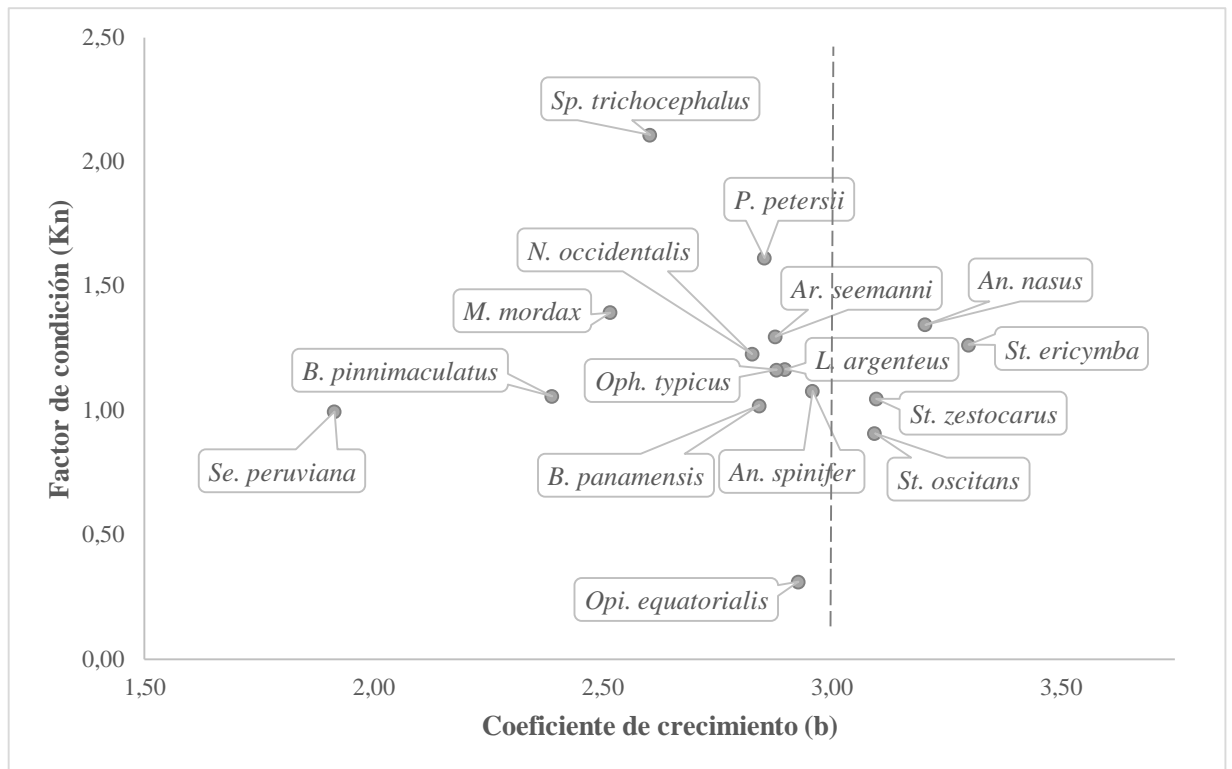 2,50
Sp. trichocephalus
2,00
P. petersii
N. occidentalis
1,50
Ar. seemanni
An. nasus
M. mordax
St. ericymba
L. argenteus
B. pinnimaculatus
Oph. typicus
1,00
St. zestocarus
Se. peruviana
B. panamensis
An. spinifer
St. oscitans
0,50
Opi. equatorialis
0,00
1,50
2,00
2,50
3,00
3,50
Factor de condición (Kn)
Coeficiente de crecimiento (b)